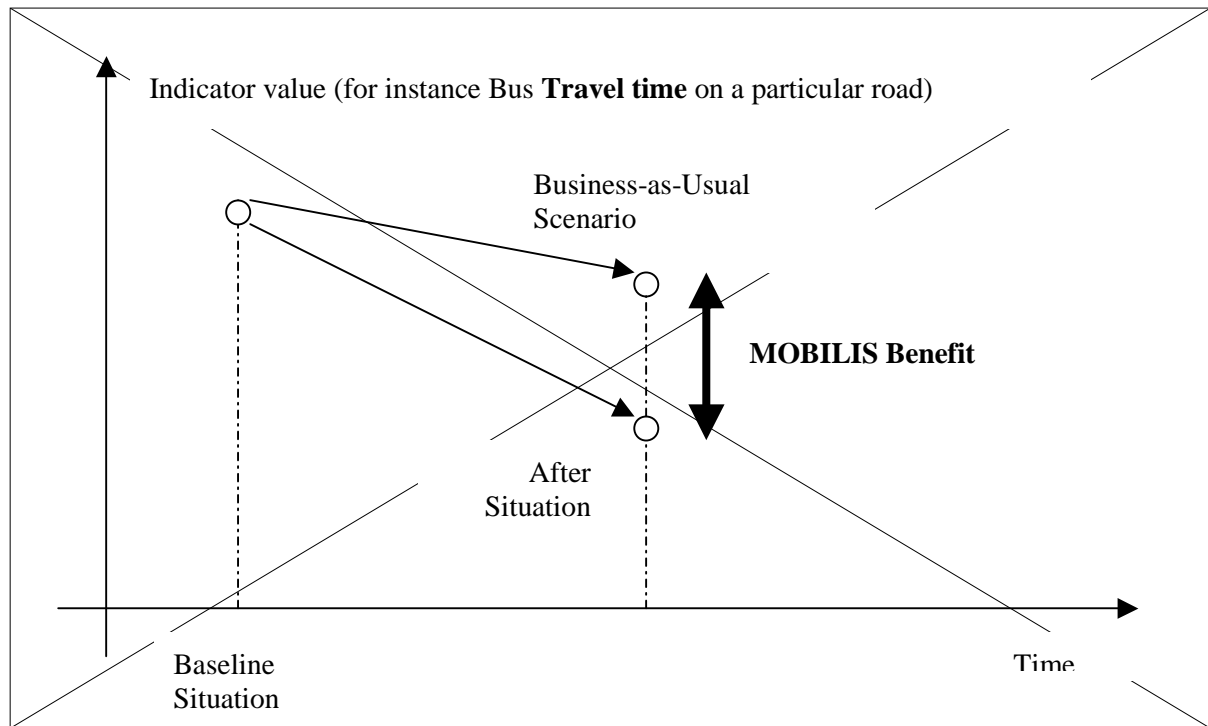 Indicator value (for instance Bus Travel time on a particular road)
Business-as-Usual
Scenario
MOBILIS Benefit
After
Situation
Baseline
Situation
Time